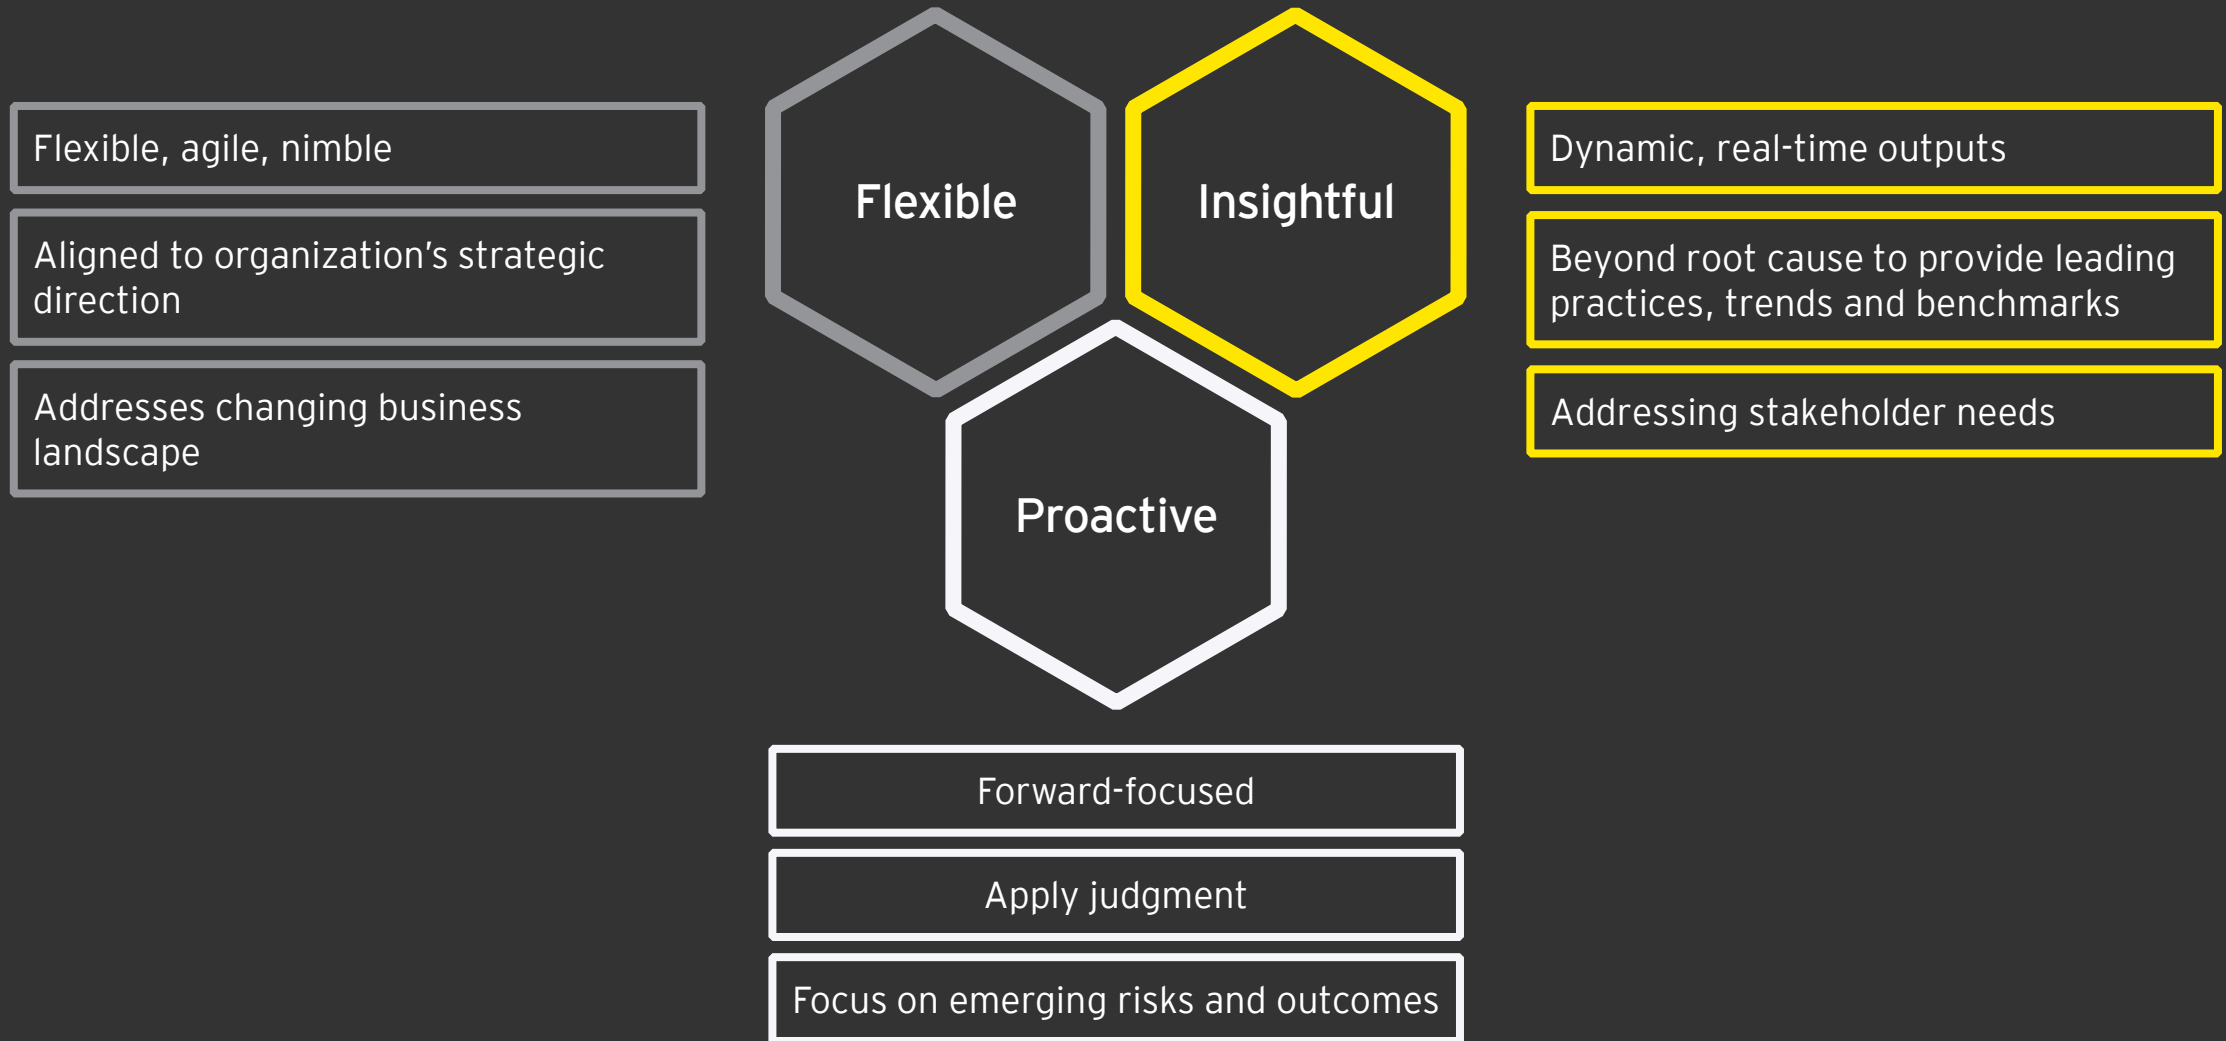 Flexible
Insightful
Proactive
Flexible, agile, nimble
Aligned to organization’s strategic
direction
Addresses changing business
landscape
Dynamic, real-time outputs
Beyond root cause to provide leading
practices, trends and benchmarks
Addressing stakeholder needs
Forward-focused
Apply judgment
Focus on emerging risks and outcomes